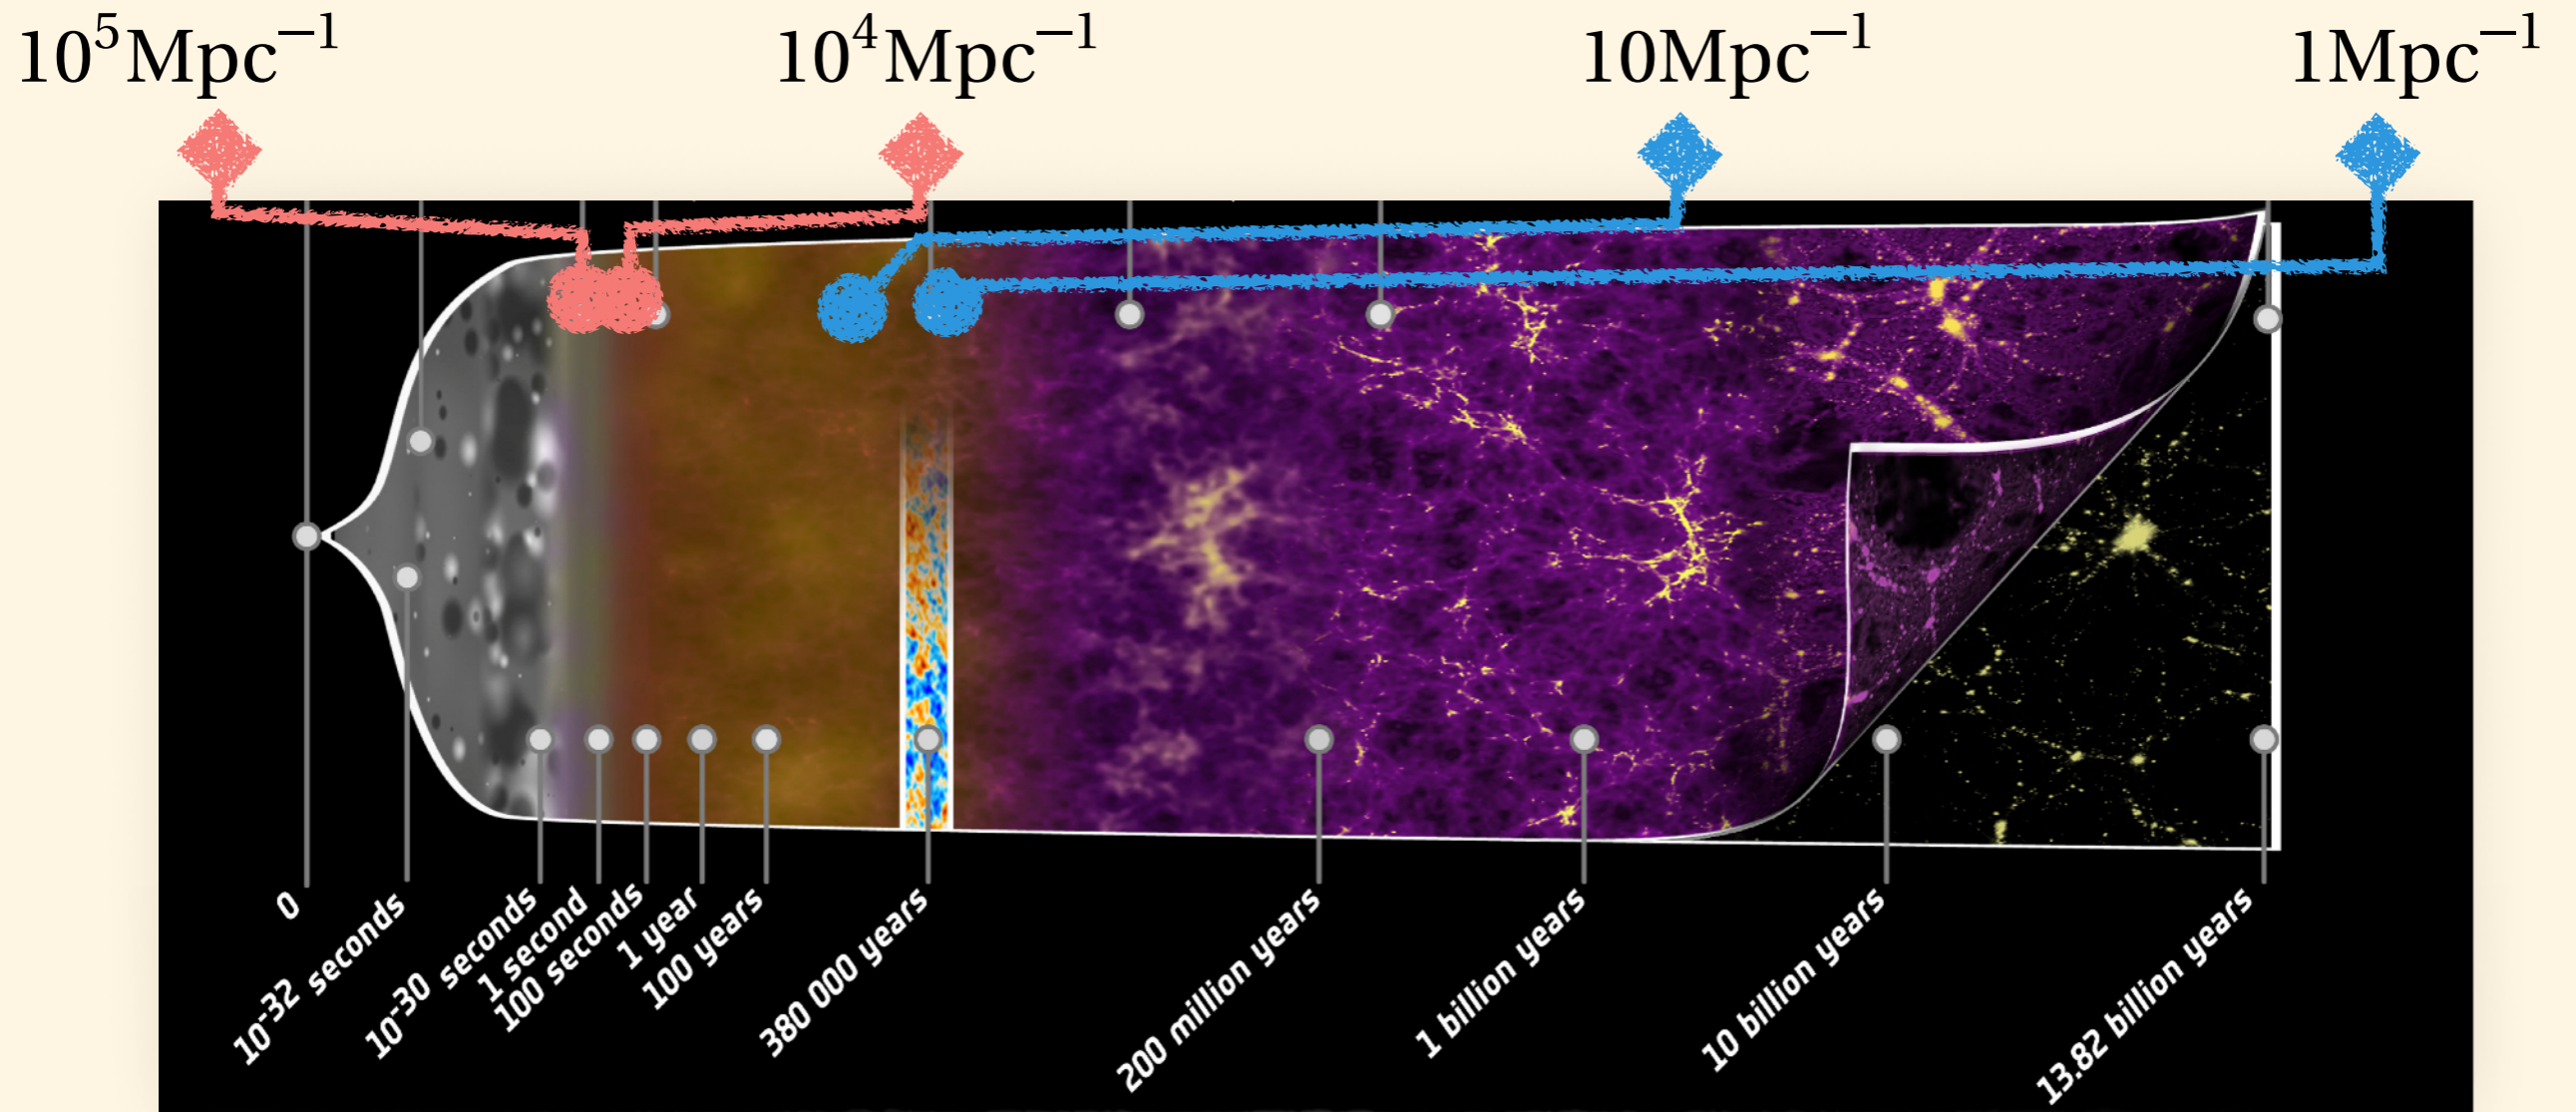 10⁵Mpc⁻¹
10⁴Mpc⁻¹
10Mpc⁻¹
1Mpc⁻¹
0
10⁻³² seconds
10⁻³⁰ seconds
1 second
100 seconds
1 year
100 years
380 000 years
200 million years
1 billion years
10 billion years
13.82 billion years